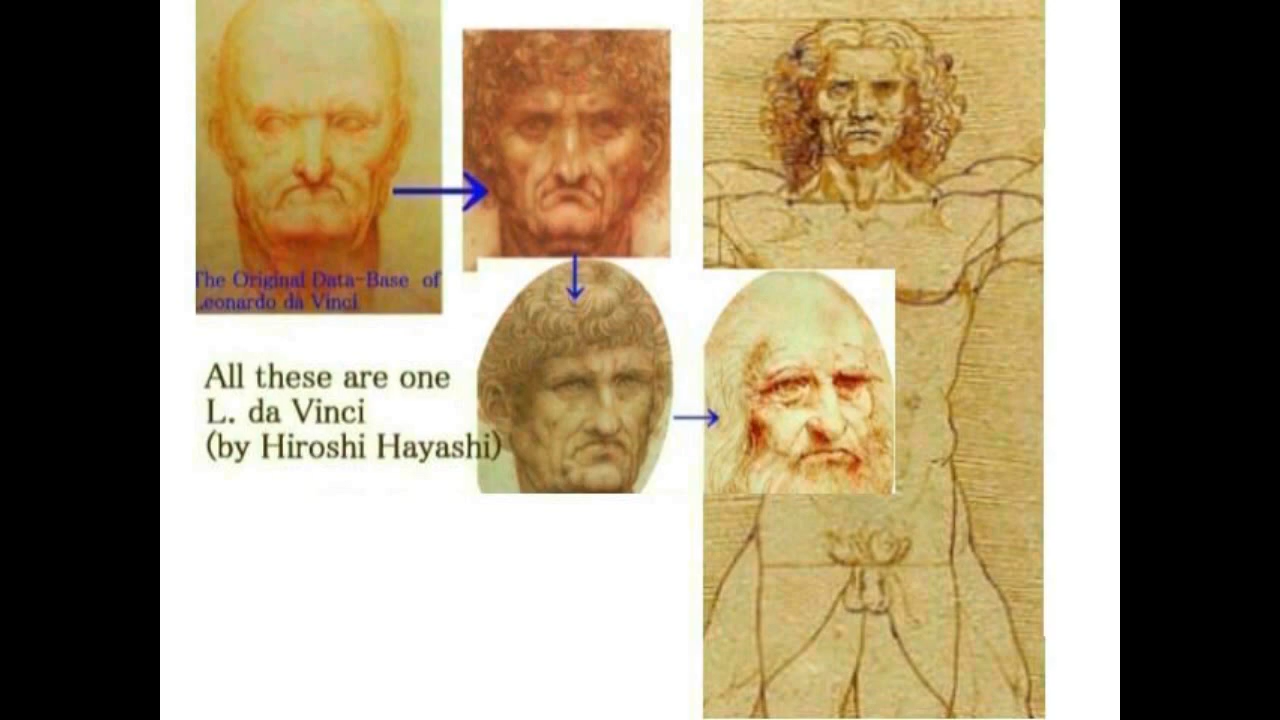 The Original Data-Base of
Leonardo da Vinci
All these are one
L. da Vinci
(by Hiroshi Hayashi)